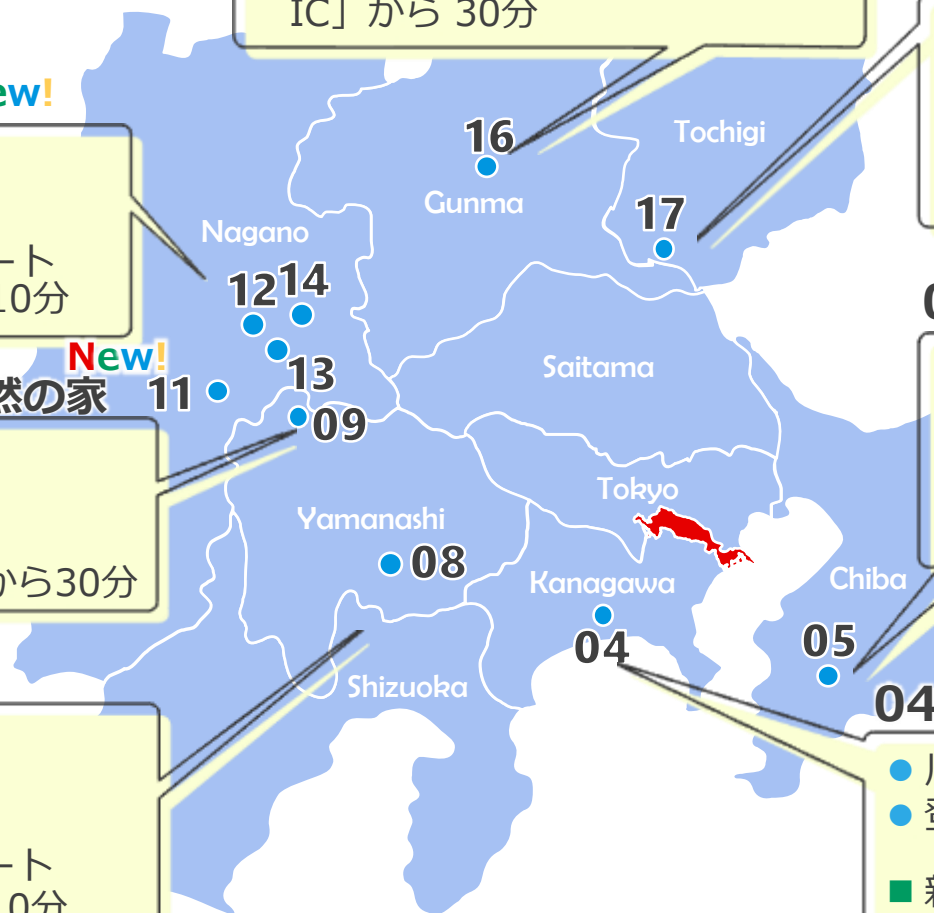 IC」から 30分
ew!
16
Tochigi
Gunma
17
Nagano
ート
10分
12
14
New!
13
Saitama
然の家
11
09
Tokyo
Yamanashi
から30分
08
Kanagawa
Chiba
04
05
Shizuoka
04
ート
10分